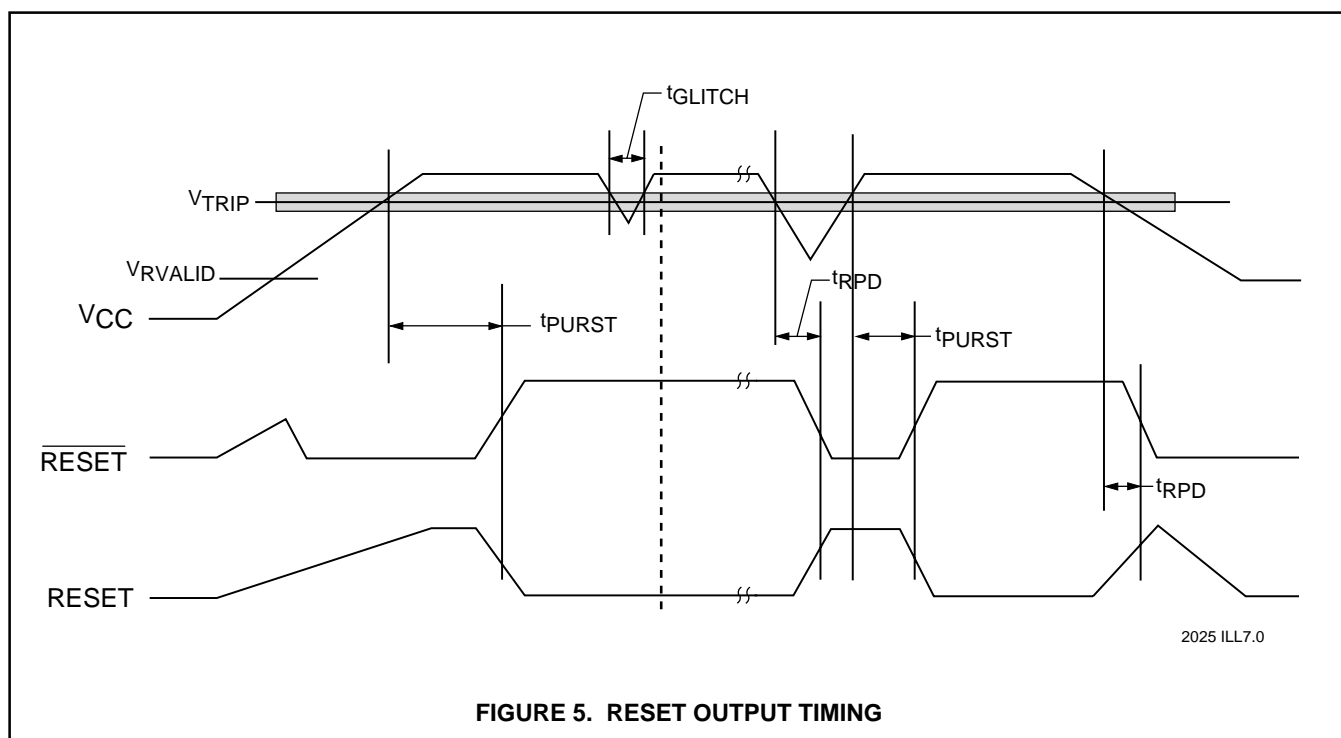 tGLITCH
VTRIP
VRVALID
VCC
tRPD
tPURST
tPURST
RESET
tRPD
RESET
2025 ILL7.0
FIGURE 5. RESET OUTPUT TIMING